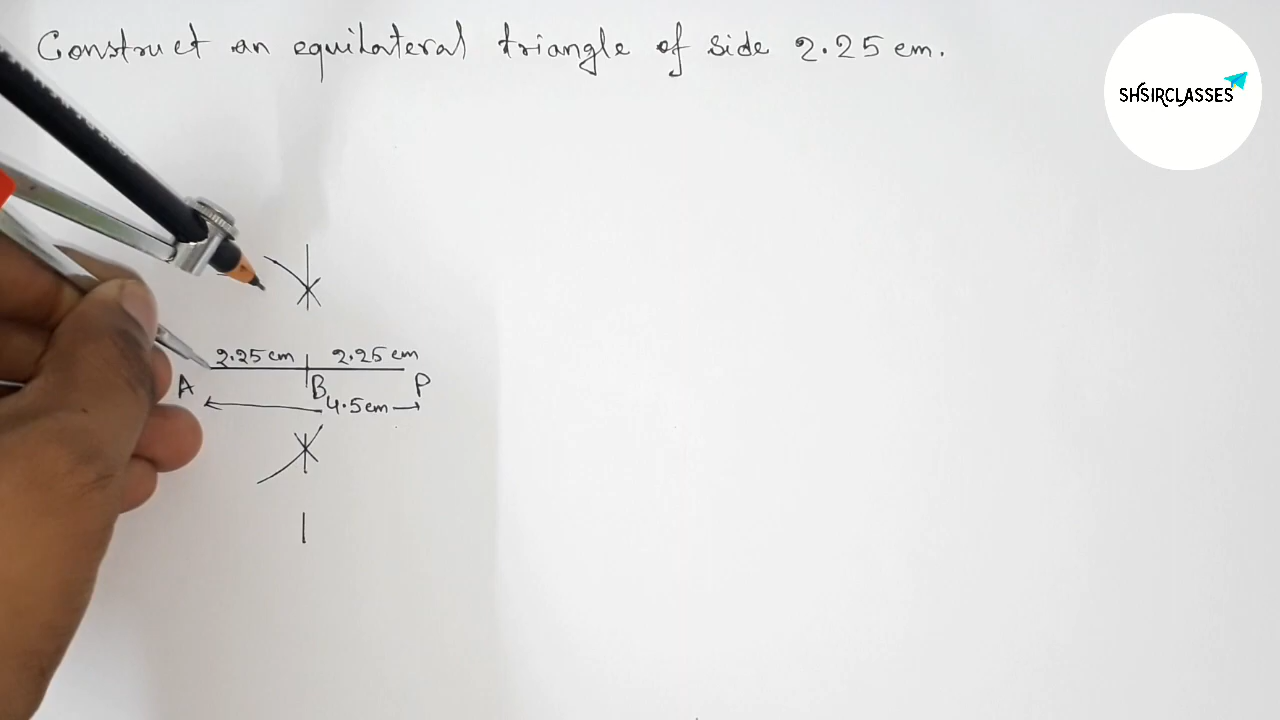 Construct an equilateral triangle of side 2.25 cm.
SHSIRCLASSES
2.25 cm 2.25 cm
A B P
4.5 cm